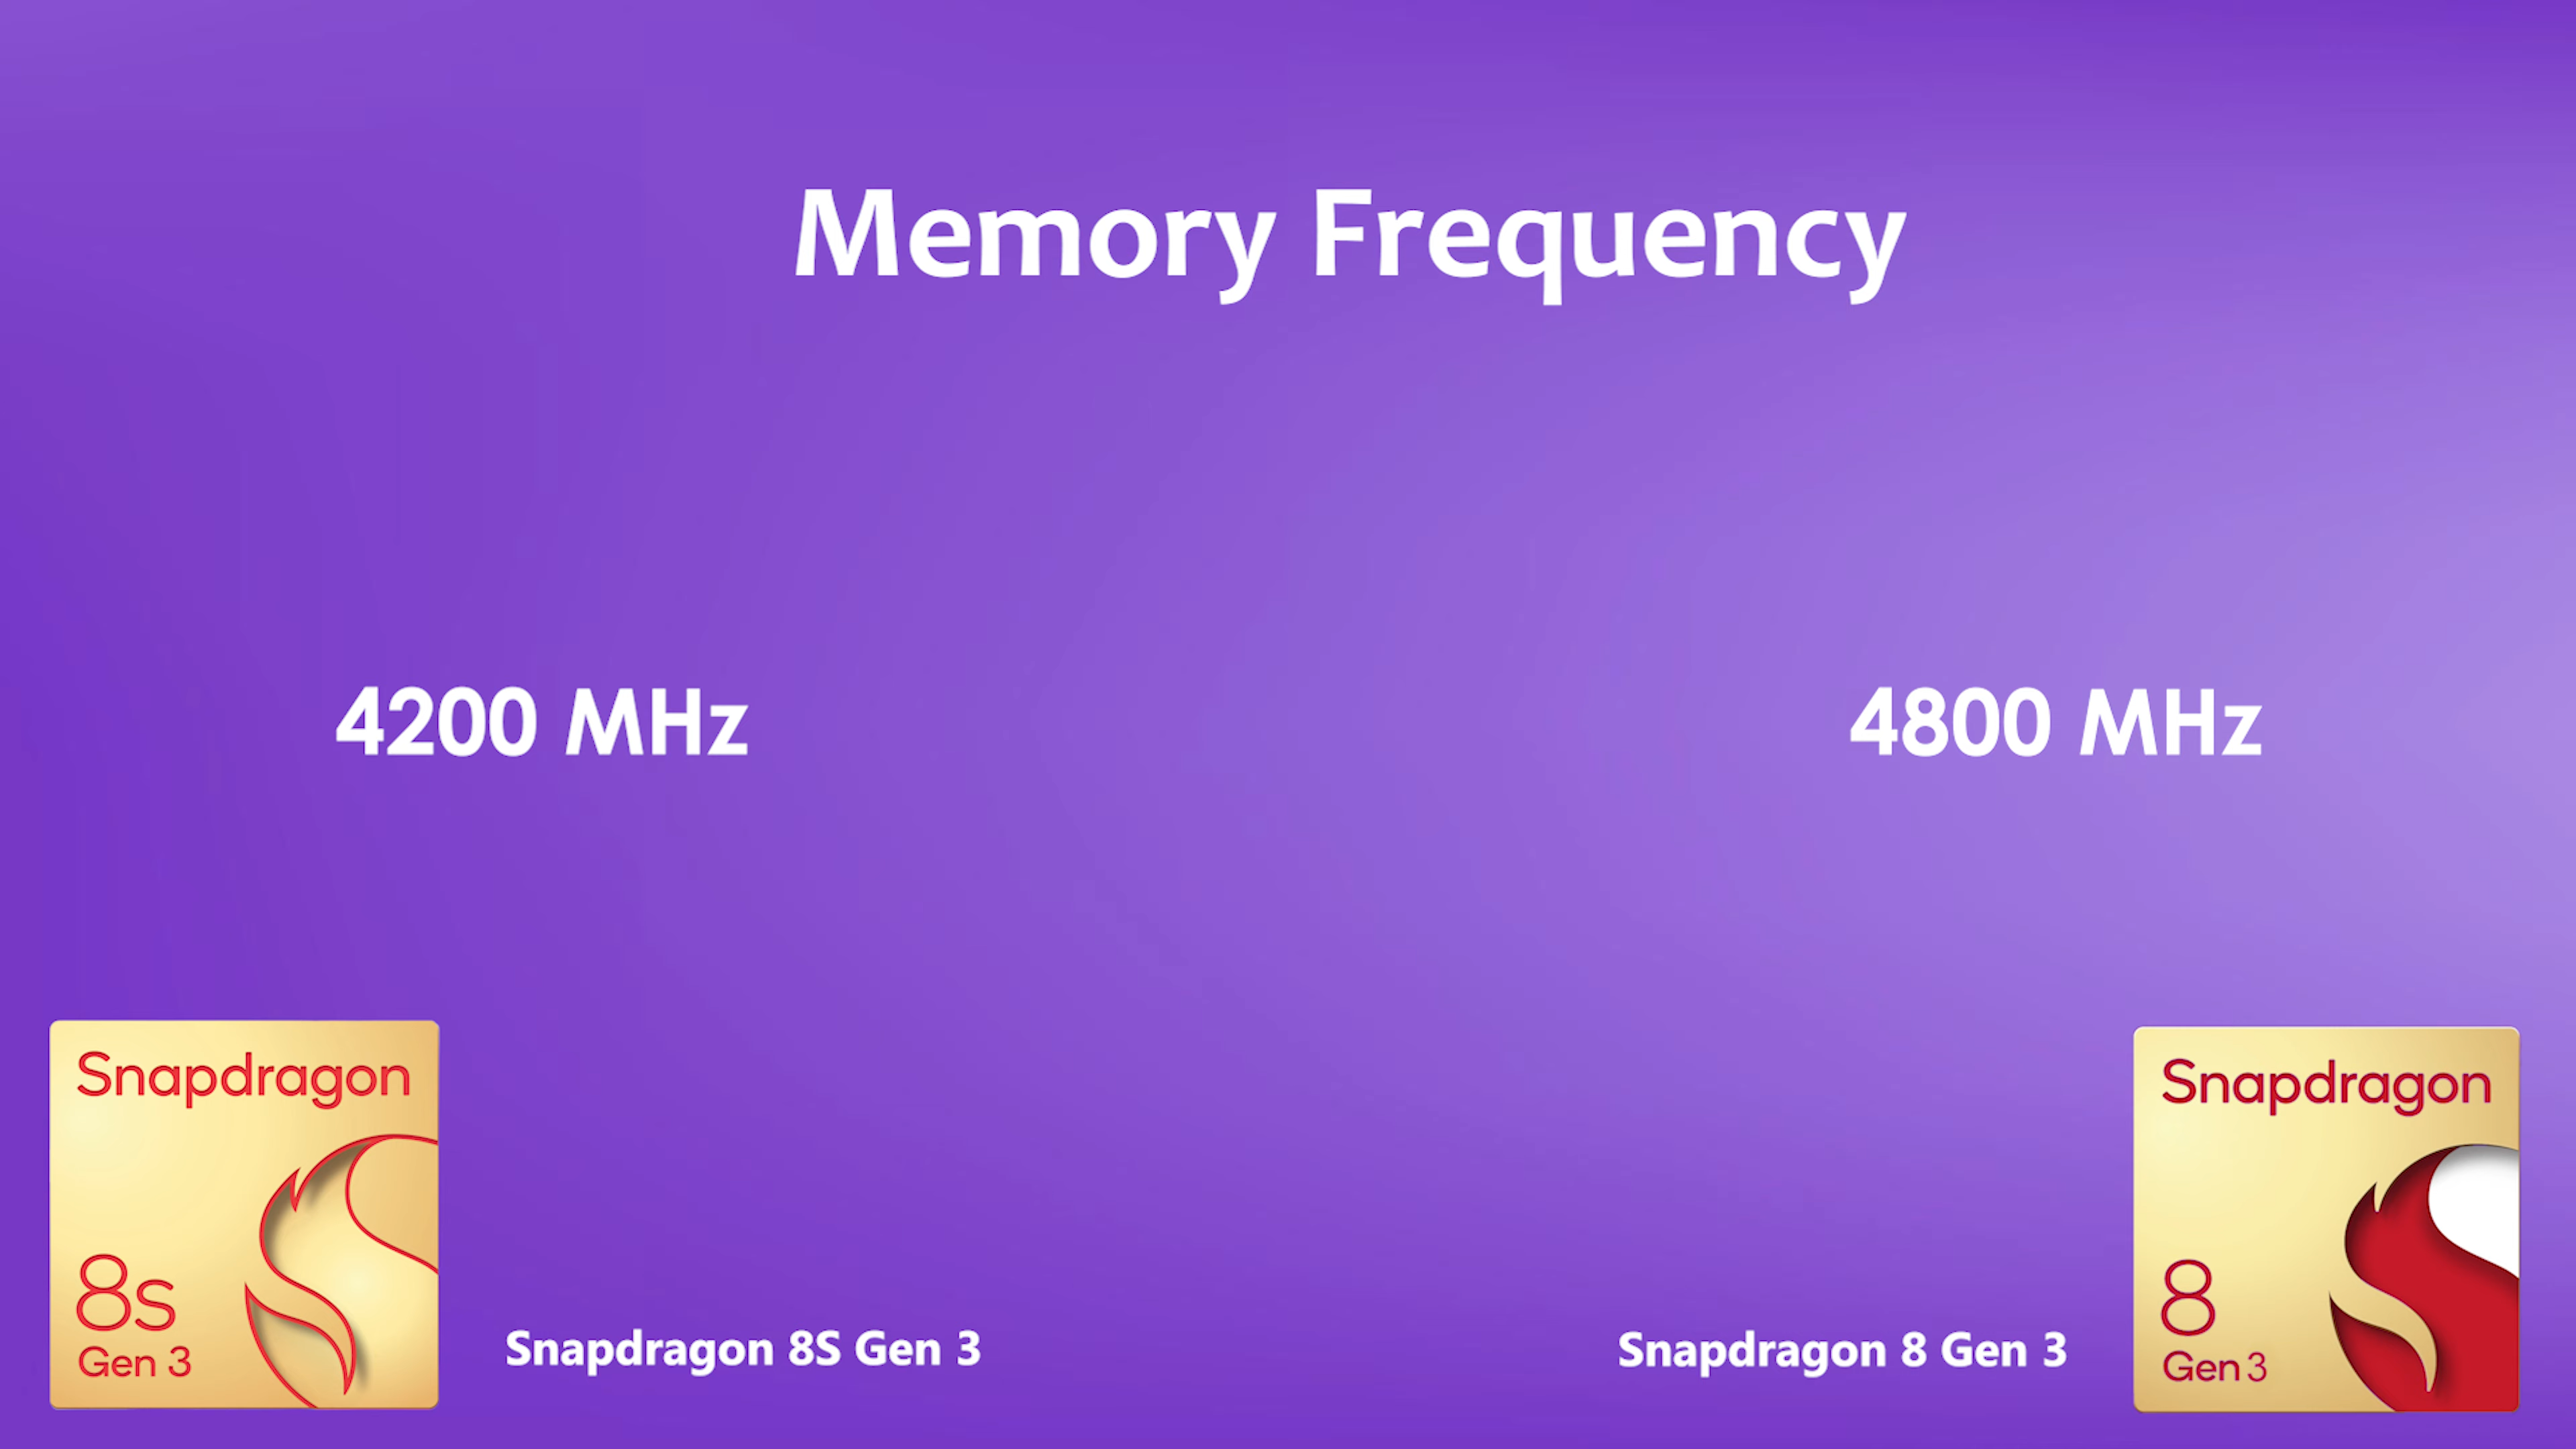 Memory Frequency
4200 MHz
4800 MHz
Snapdragon
8s
Gen 3
Snapdragon 8S Gen 3
Snapdragon 8 Gen 3
Snapdragon
8
Gen 3